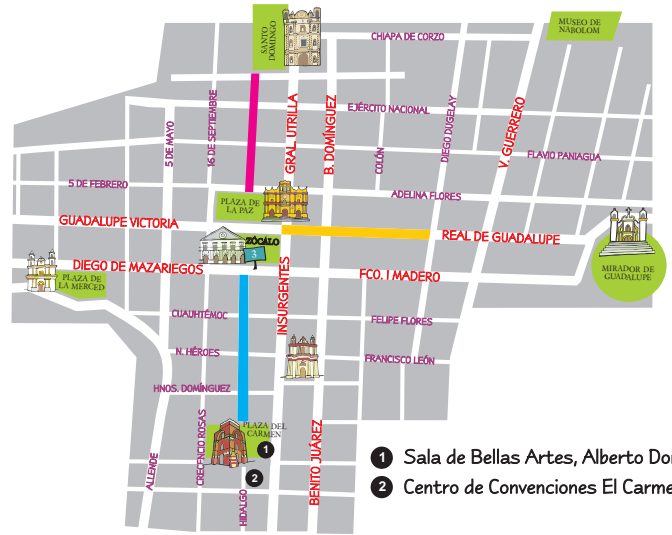 SANTO
DOMINGO
CHIAPA DE CORZO
MUSEO DE
NABOLOM
5 DE MAYO
16 DE SEPTIEMBRE
GRAL UTRILLA
B. DOMÍNGUEZ
EJÉRCITO NACIONAL
COLÓN
DIEGO DUGELAY
V. GUERRERO
FLAVIO PANIAGUA
5 DE FEBRERO
ADELINA FLORES
PLAZA DE
LA PAZ
GUADALUPE VICTORIA
REAL DE GUADALUPE
ZÓCALO
3
DIEGO DE MAZARIEGOS
FCO. I MADERO
PLAZA DE
LA MERCED
MIRADOR DE
GUADALUPE
INSURGENTES
CUAUHTÉMOC
FELIPE FLORES
N. HÉROES
FRANCISCO LEÓN
HNOS. DOMÍNGUEZ
CRECENCIO ROSAS
PLAZA DEL
CARMEN
ALLENDE
HIDALGO
BENITO JUÁREZ
1
2
1 Sala de Bellas Artes, Alberto Do
2 Centro de Convenciones El Carme